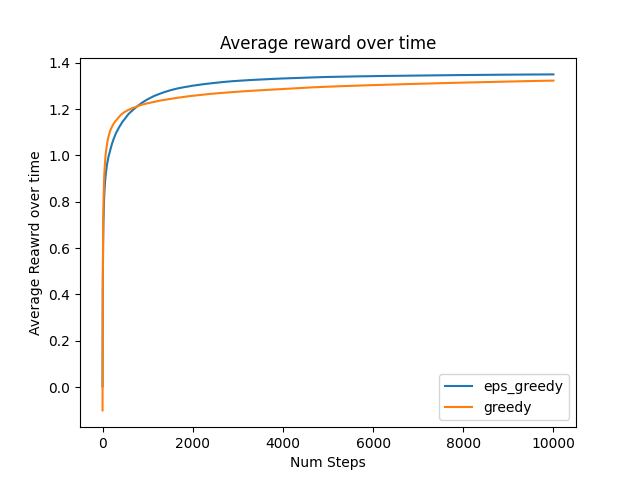 Average reward over time
1.4
1.2
1.0
0.8
0.6
0.4
0.2
0.0
Average Reawrd over time
0 2000 4000 6000 8000 10000
Num Steps
eps_greedy
greedy